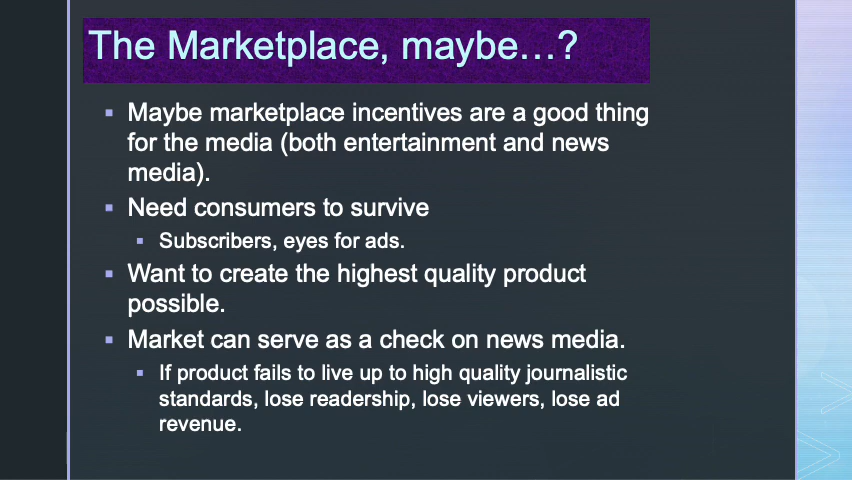 The Marketplace, maybe…?
Maybe marketplace incentives are a good thing
for the media (both entertainment and news
media).
Need consumers to survive
Subscribers, eyes for ads.
Want to create the highest quality product
possible.
Market can serve as a check on news media.
If product fails to live up to high quality journalistic
standards, lose readership, lose viewers, lose ad
revenue.